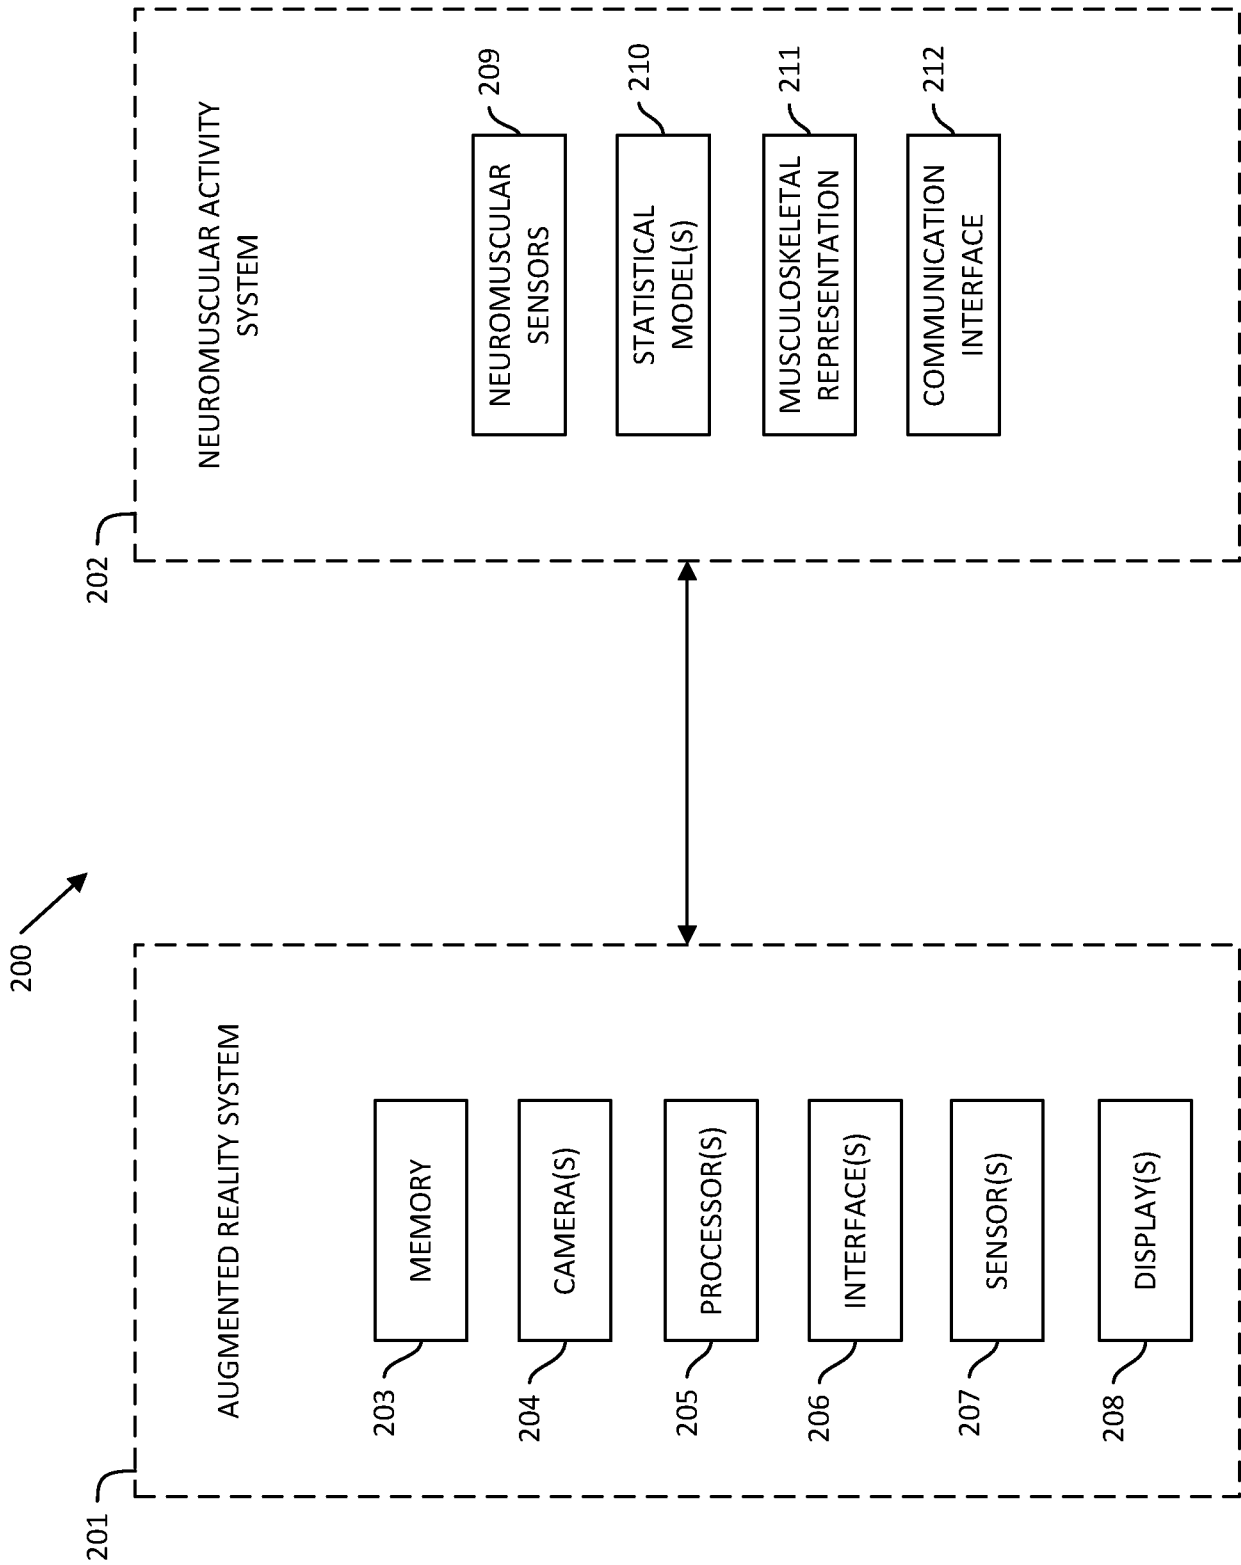 200
201
AUGMENTED REALITY SYSTEM
203
MEMORY
204
CAMERA(S)
205
PROCESSOR(S)
206
INTERFACE(S)
207
SENSOR(S)
208
DISPLAY(S)
202
NEUROMUSCULAR ACTIVITY
SYSTEM
NEUROMUSCULAR
SENSORS
209
STATISTICAL
MODEL(S)
210
MUSCULOSKELETAL
REPRESENTATION
211
COMMUNICATION
INTERFACE
212